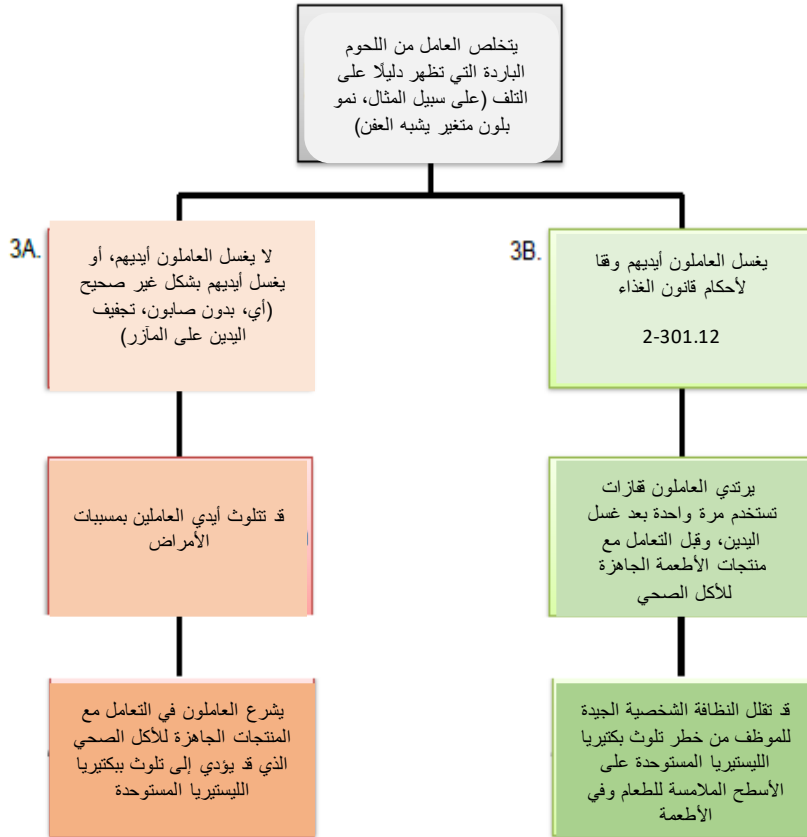 يتخلص العامل من اللحوم
الباردة التي تظهر دليلًا على
التلف (على سبيل المثال، نمو
بلون متغير يشبه العفن)
3A.
لا يغسل العاملون أيديهم، أو
يغسل أيديهم بشكل غير صحيح
(أي، بدون صابون، تجفيف
اليدين على المآزر)
قد تتلوث أيدي العاملين بمسببات
الأمراض
يشرع العاملون في التعامل مع
المنتجات الجاهزة للأكل الصحي
الذي قد يؤدي إلى تلوث ببكتيريا
الليستيريا المستوحدة
3B.
يغسل العاملون أيديهم وفقا
لأحكام قانون الغذاء
2-301.12
يرتدي العاملون قفازات
تستخدم مرة واحدة بعد غسل
اليدين، وقبل التعامل مع
منتجات الأطعمة الجاهزة
للأكل الصحي
قد تقلل النظافة الشخصية الجيدة
للموظف من خطر تلوث بكتيريا
الليستيريا المستوحدة على
الأسطح الملامسة للطعام وفي
الأطعمة